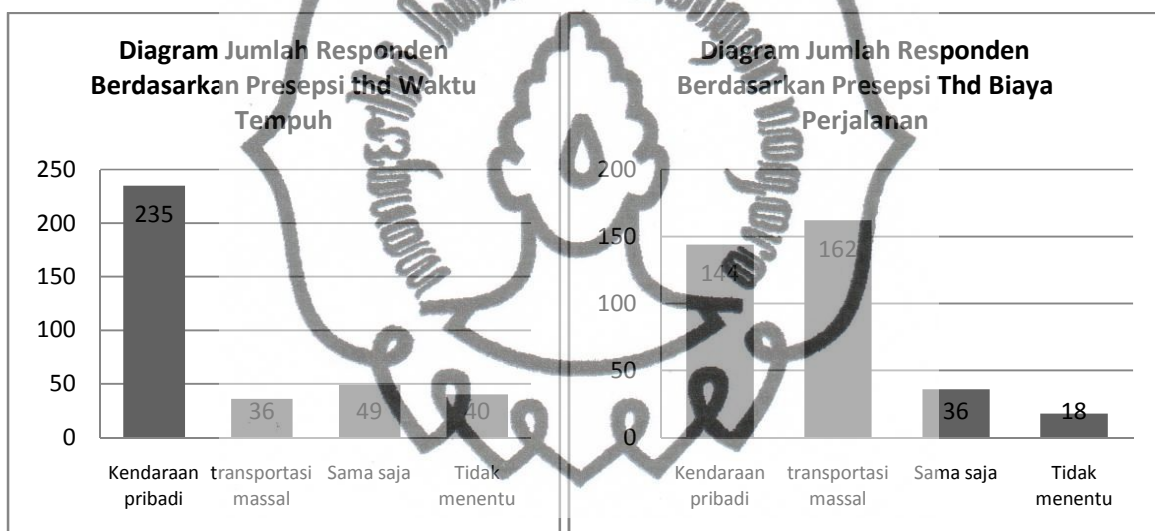 Diagram Jumlah Responden
Berdasarkan Presepsi thd Waktu
Tempuh
250
200
150
100
50
0
235
36
49
40
Kendaraan
pribadi
transportasi
massal
Sama saja
Tidak
menentu
Diagram Jumlah Responden
Berdasarkan Presepsi Thd Biaya
Perjalanan
200
150
100
50
0
144
162
36
18
Kendaraan
pribadi
transportasi
massal
Sama saja
Tidak
menentu